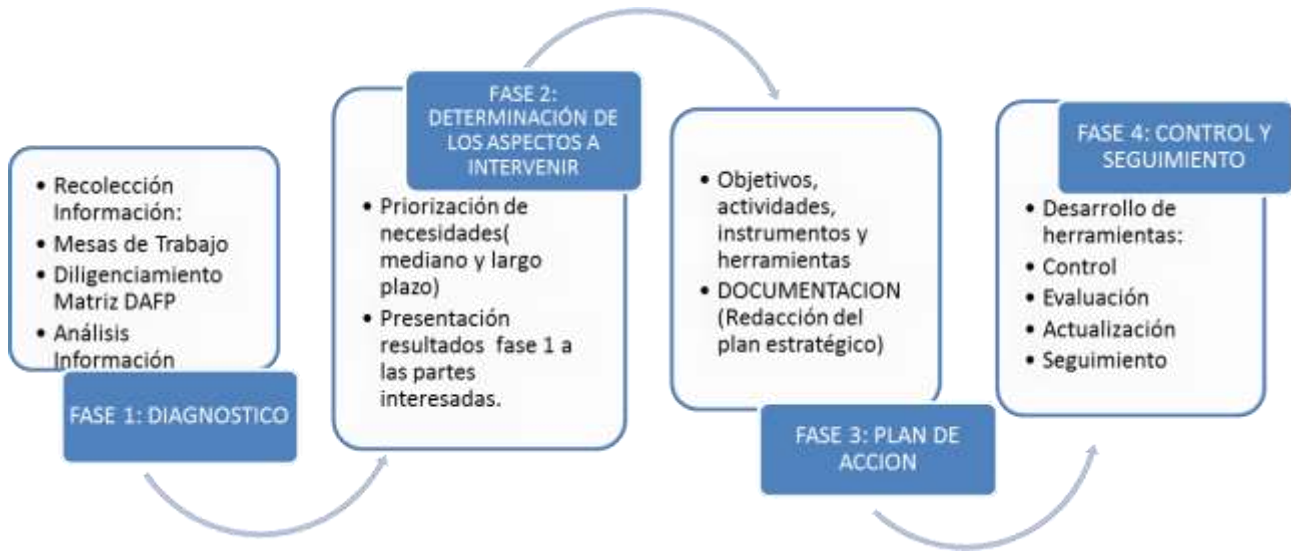 • Recolección
Información:
• Mesas de Trabajo
• Diligenciamiento
Matriz DAFP
• Análisis
Información
FASE 1: DIAGNOSTICO
FASE 2:
DETERMINACIÓN DE
LOS ASPECTOS A
INTERVENIR
• Priorización de
necesidades(
mediano y largo
plazo)
• Presentación
resultados fase 1 a
las partes
interesadas.
• Objetivos,
actividades,
instrumentos y
herramientas
• DOCUMENTACION
(Redacción del
plan estratégico)
FASE 3: PLAN DE
ACCION
FASE 4: CONTROL Y
SEGUIMIENTO
• Desarrollo de
herramientas:
• Control
• Evaluación
• Actualización
• Seguimiento